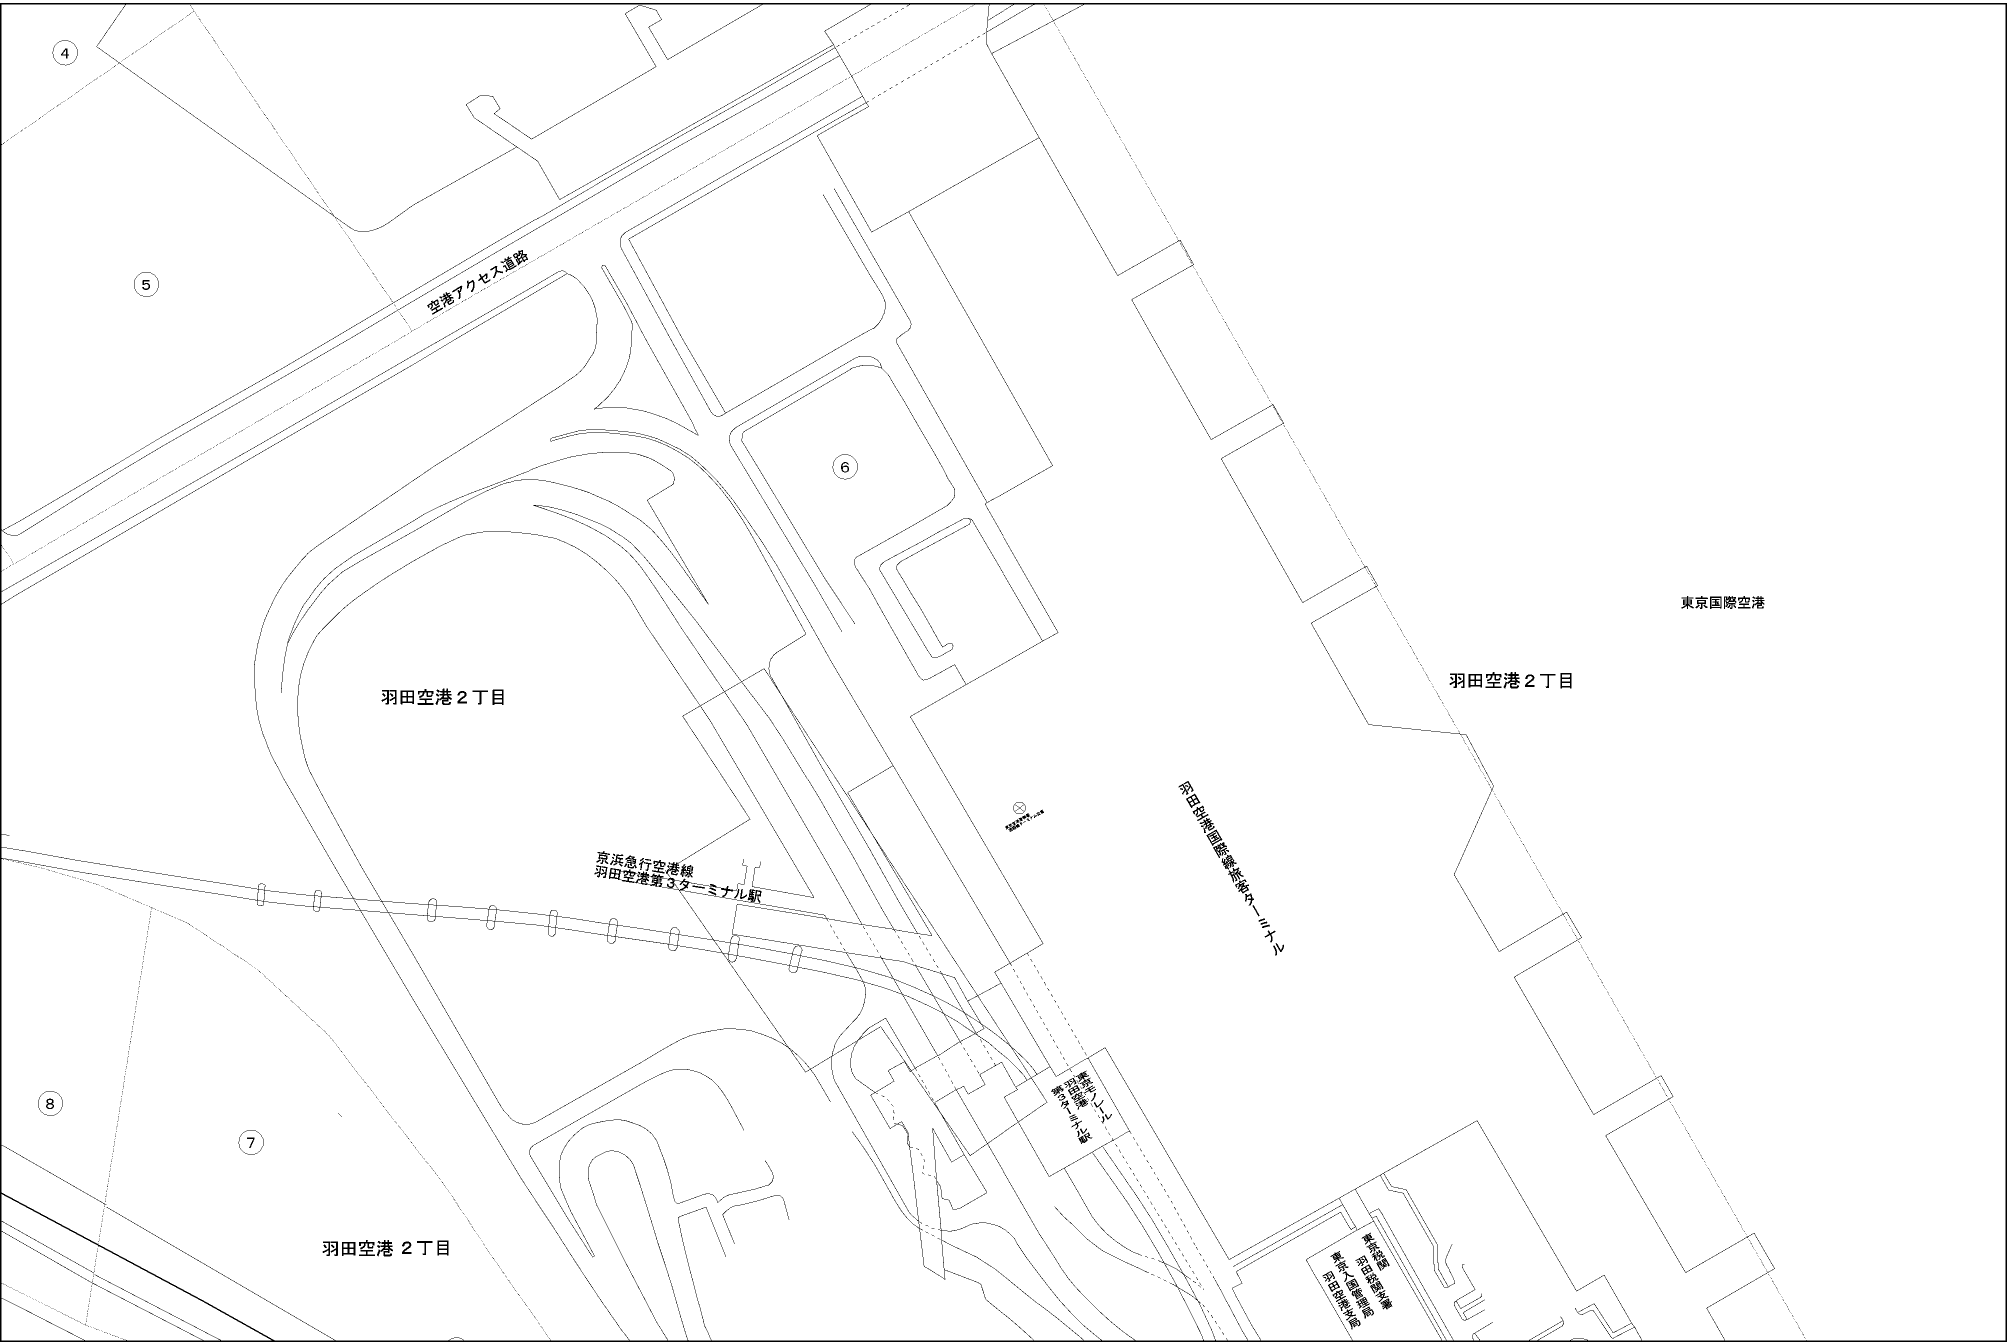 ④
⑤
空港アクセス道路
⑥
東京国際空港
羽田空港２丁目
羽田空港２丁目
羽田空港国際線旅客ターミナル
京浜急行空港線
羽田空港第３ターミナル駅
東京モノレール
羽田空港
第３ターミナル駅
⑧
⑦
羽田空港２丁目
東京税関
羽田税関支署
東京入国管理局
羽田空港支局